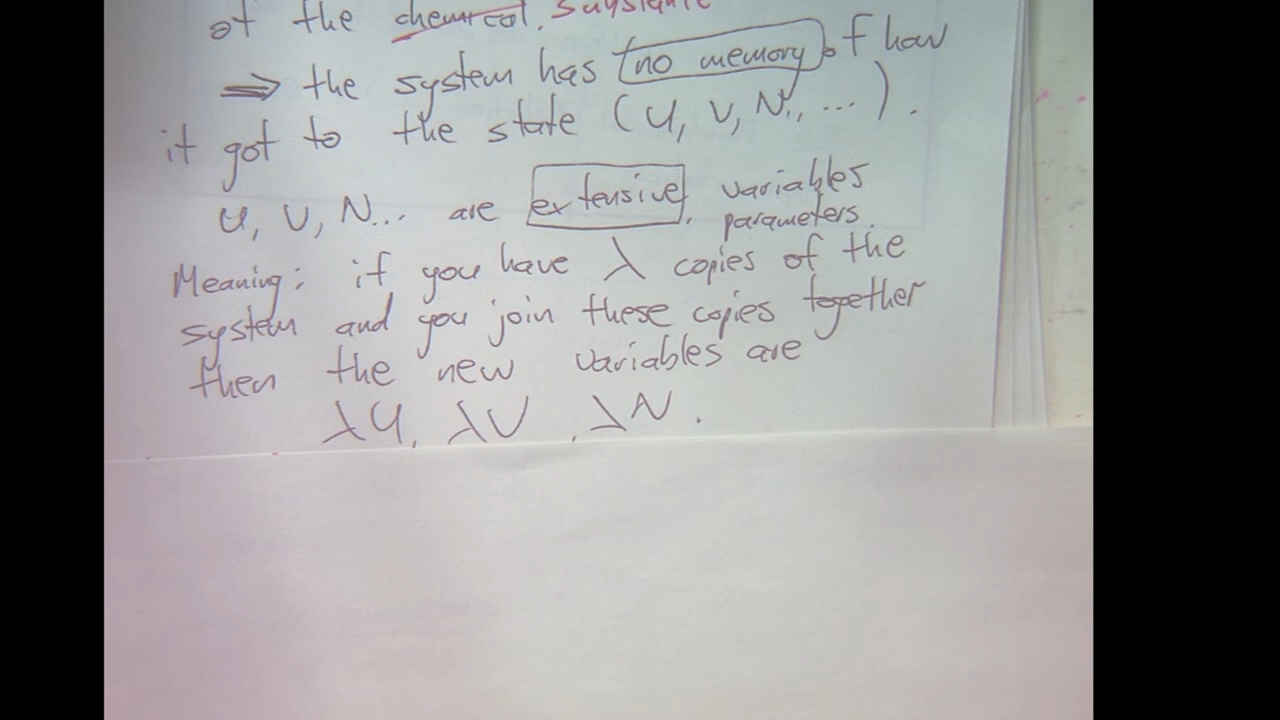 of the chemical. substance
⇒ the system has no memory of how
it got to the state (U, V, N₁, ...).
U, V, N... are extensive, variables
parameters.
Meaning: if you have λ copies of the
system and you join these copies together
then the new variables are
λU, λV, λN.